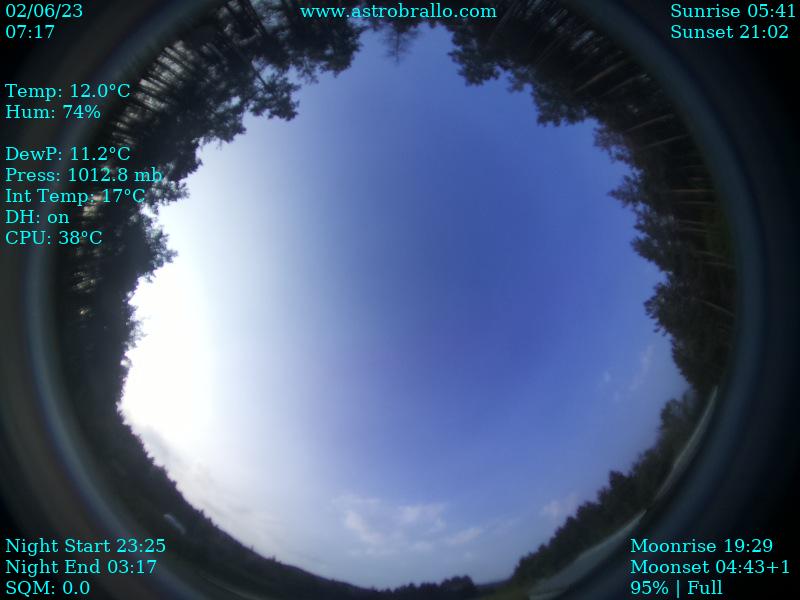 02/06/23
07:17
www.astrobrallo.com
Sunrise 05:41
Sunset 21:02
Temp: 12.0°C
Hum: 74%
DewP: 11.2°C
Press: 1012.8 mb
Int Temp: 17°C
DH: on
CPU: 38°C
Night Start 23:25
Night End 03:17
SQM: 0.0
Moonrise 19:29
Moonset 04:43+1
95% | Full